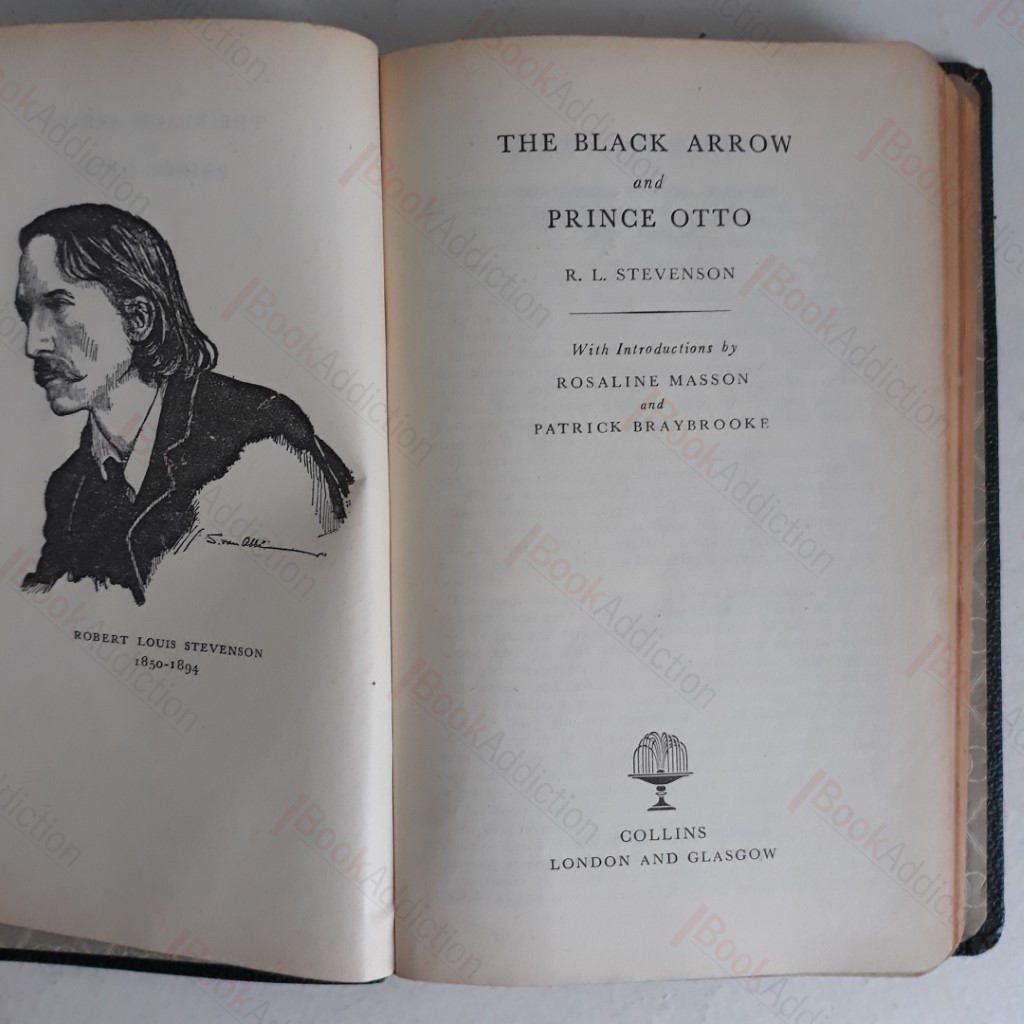 ROBERT LOUIS STEVENSON
1850-1894
THE BLACK ARROW
and
PRINCE OTTO
R. L. STEVENSON
With Introductions by
ROSALINE MASSON
and
PATRICK BRAYBROOKE
COLLINS
LONDON AND GLASGOW
BookAddiction